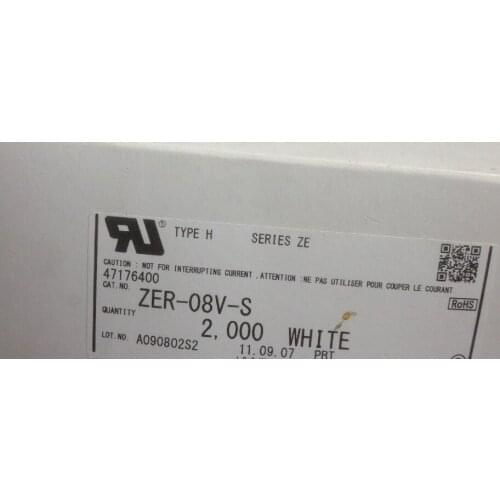 ® TYPE H SERIES ZE
CAUTION : NOT FOR INTERRUPTING CURRENT , ATTENTION :NE PAS UTILISER POUR COUPER LE COURANT
47176400
CAT.NO. ZER-08V-S RoHS
QUANTITY 2,000 WHITE
LOT.NO. A090802S2 11.09.07 PRT